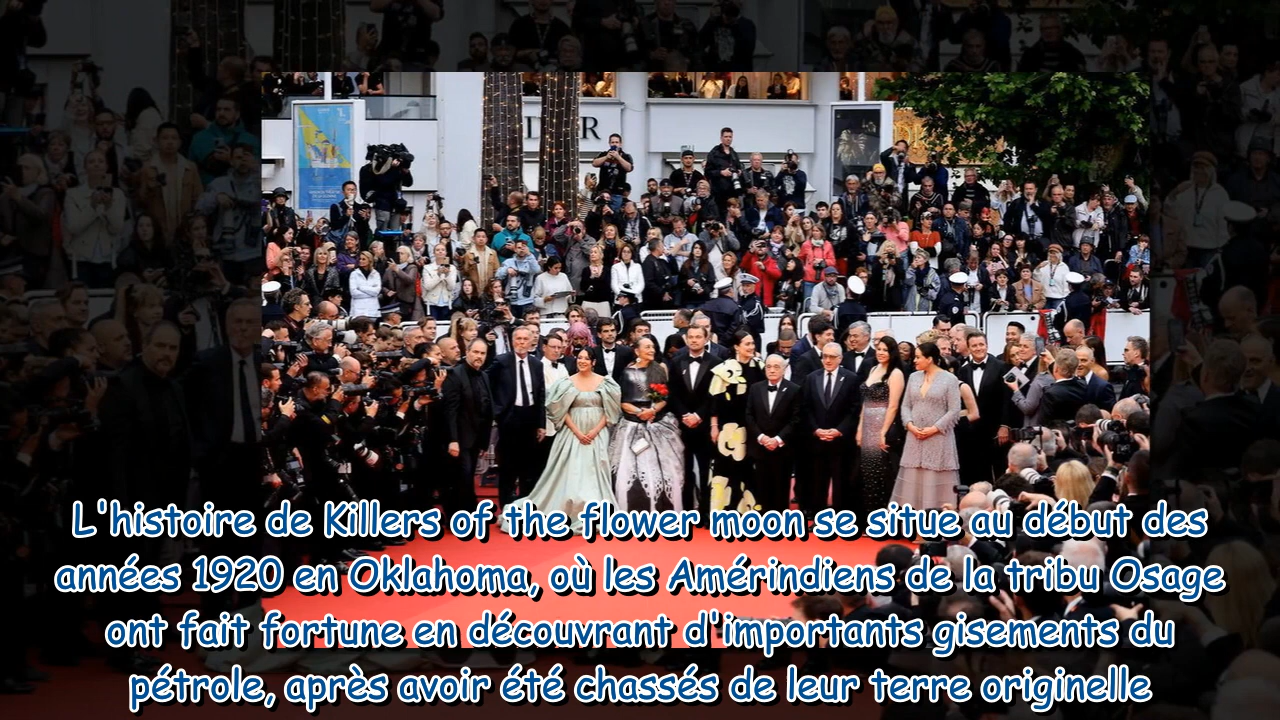 L'histoire de Killers of the flower moon se situe au début des
années 1920 en Oklahoma, où les Amérindiens de la tribu Osage
ont fait fortune en découvrant d'importants gisements du
pétrole, après avoir été chassés de leur terre originelle